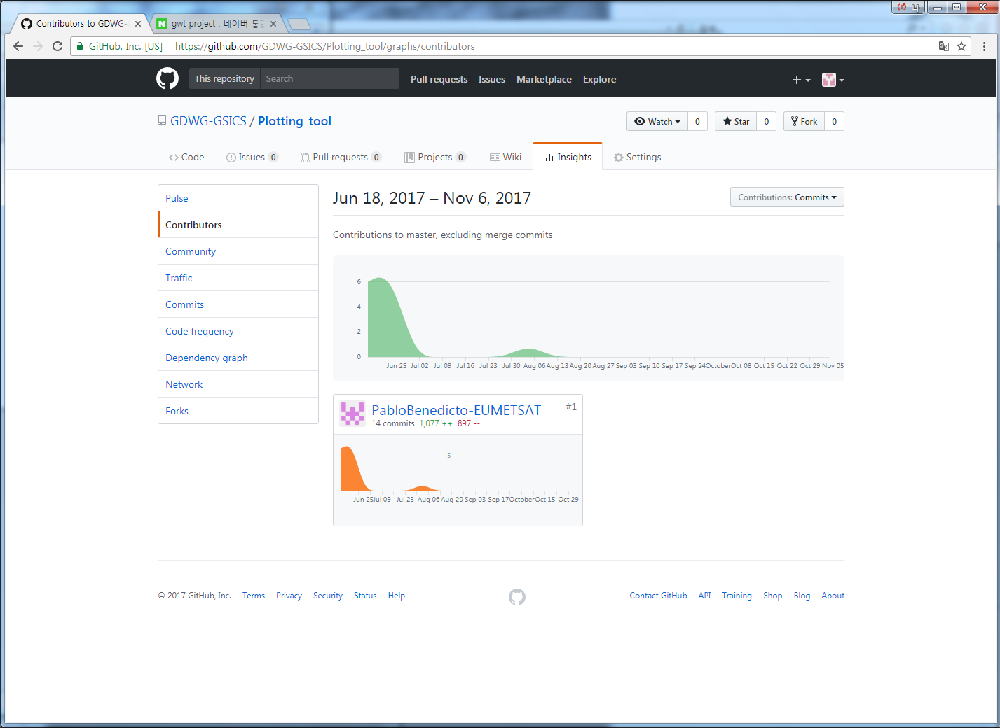 Contributors to GDWG-
gwt project : 네이버 통
4
GitHub, Inc. [US] https://github.com/GDWG-GSICS/Plotting_tool/graphs/contributors
This repository Search Pull requests Issues Marketplace Explore
GDWG-GSICS / Plotting_tool
Watch 0 Star 0 Fork 0
Code Issues 0 Pull requests 0 Projects 0 Wiki Insights Settings
Pulse
Contributors
Community
Traffic
Commits
Code frequency
Dependency graph
Network
Forks
Jun 18, 2017 – Nov 6, 2017
Contributions: Commits
Contributions to master, excluding merge commits
6
4
2
0
Jun 25 Jul 02 Jul 09 Jul 16 Jul 23 Jul 30 Aug 06 Aug 13 Aug 20 Aug 27 Sep 03 Sep 10 Sep 17 Sep 24 October Oct 08 Oct 15 Oct 22 Oct 29 Nov 05
PabloBenedicto-EUMETSAT #1
14 commits 1,077 ++ 897 --
5
Jun 25 Jul 09 Jul 23 Aug 06 Aug 20 Sep 03 Sep 17 October Oct 15 Oct 29
© 2017 GitHub, Inc. Terms Privacy Security Status Help
Contact GitHub API Training Shop Blog About